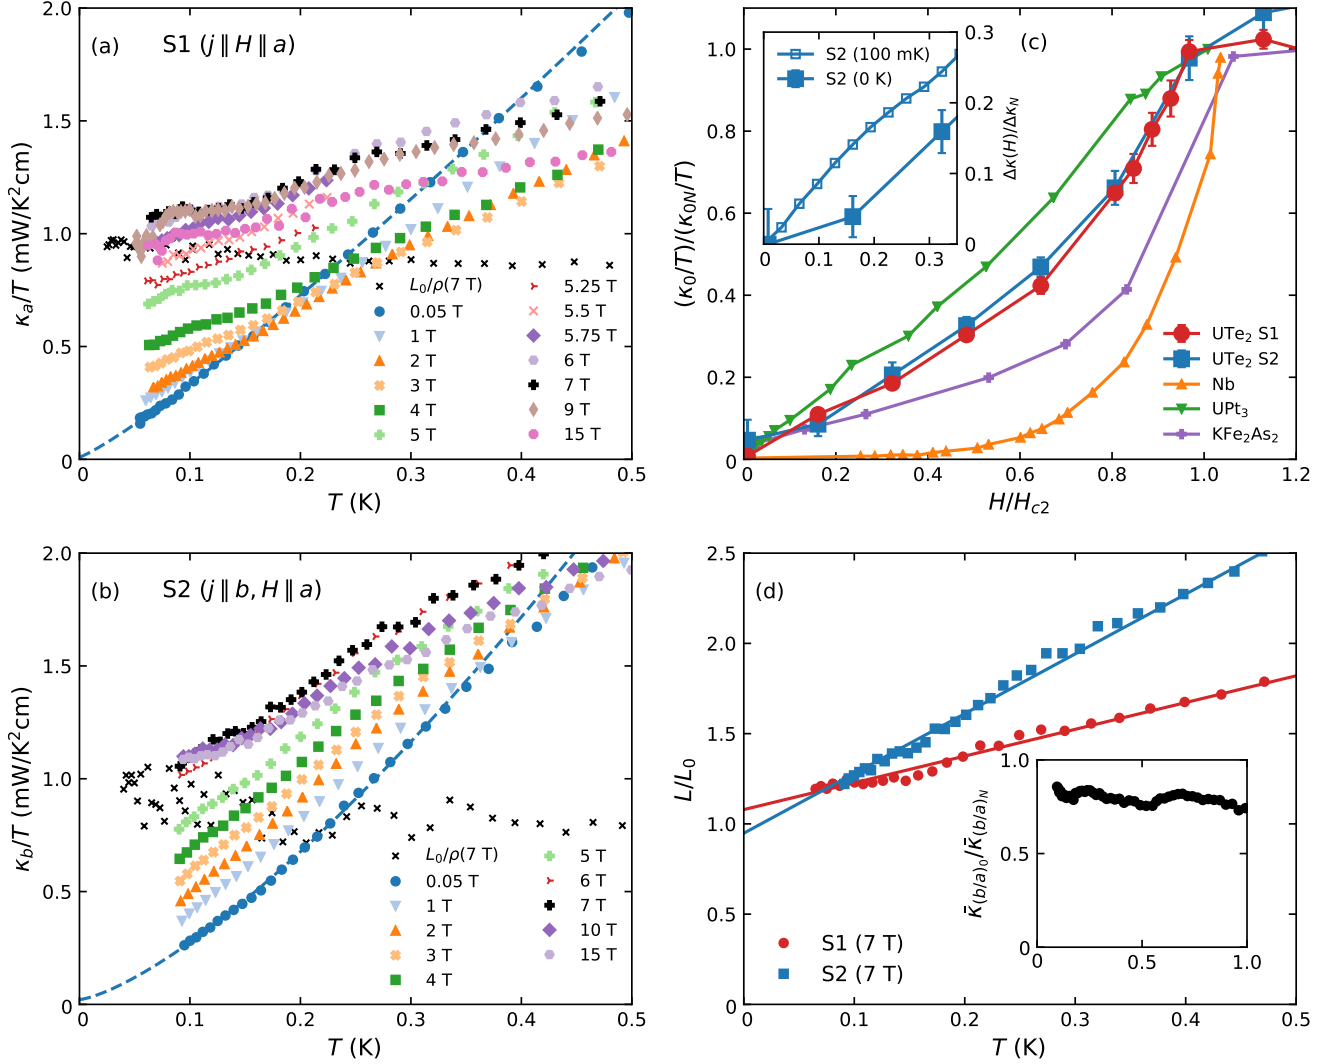 (a) S1 (j ∥ H ∥ a)
κₐ/T (mW/K²cm)
2.0
1.5
1.0
0.5
0
L₀/ρ(7 T)
0.05 T
1 T
2 T
3 T
4 T
5 T
5.25 T
5.5 T
5.75 T
6 T
7 T
9 T
15 T
0.1 0.2 0.3 0.4 0.5
T (K)
(c)
(κ₀/T)/(κ₀N/T)
1.0
0.8
0.6
0.4
0.2
0
S2 (100 mK)
S2 (0 K)
0.3
0.2
0.1
0
Δκ(H)/ΔκN
0 0.1 0.2 0.3
UTe₂ S1
UTe₂ S2
Nb
UPt₃
KFe₂As₂
0.2 0.4 0.6 0.8 1.0 1.2
H/Hc2
(b) S2 (j ∥ b, H ∥ a)
κb/T (mW/K²cm)
2.0
1.5
1.0
0.5
0
L₀/ρ(7 T)
0.05 T
1 T
2 T
3 T
4 T
5 T
6 T
7 T
10 T
15 T
0.1 0.2 0.3 0.4 0.5
T (K)
(d)
L/L₀
2.5
2.0
1.5
1.0
0.5
0
S1 (7 T)
S2 (7 T)
κ̄(b/a)₀/κ̄(b/a)N
1.0
0.5
0
0 0.5 1.0
0.1 0.2 0.3 0.4 0.5
T (K)